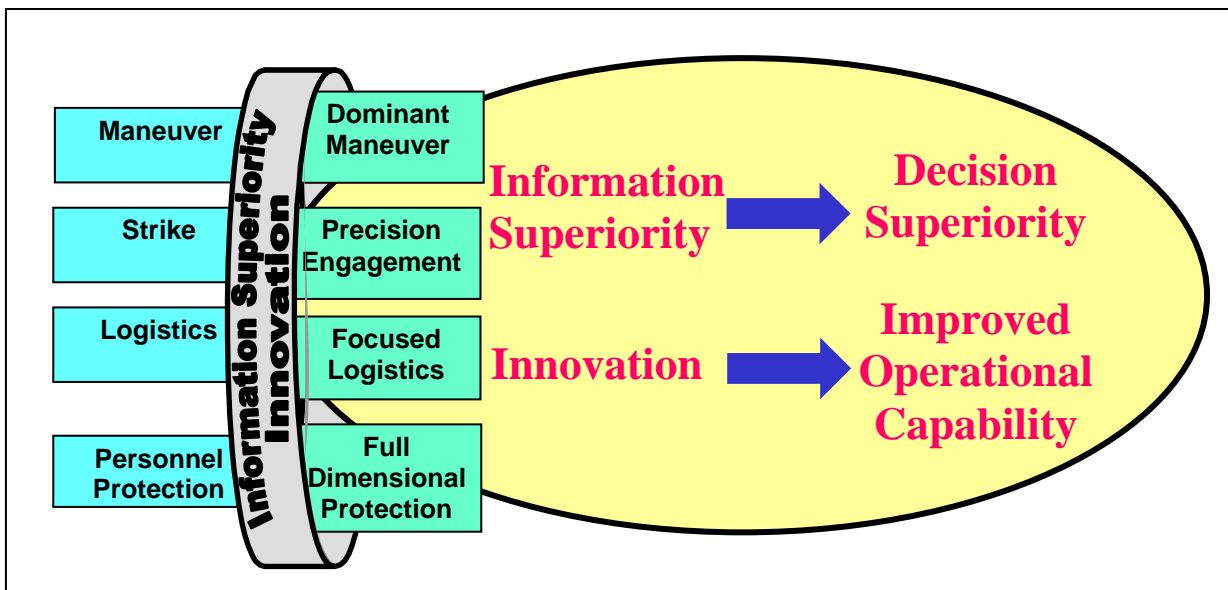 Maneuver
Strike
Logistics
Personnel
Protection
Information Superiority
Innovation
Dominant
Maneuver
Precision
Engagement
Focused
Logistics
Full
Dimensional
Protection
Information
Superiority
Decision
Superiority
Innovation
Improved
Operational
Capability